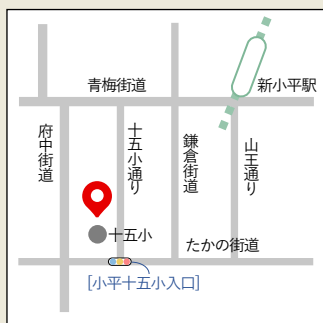 青梅街道
新小平駅
府中街道
十五小通り
鎌倉街道
山王通り
十五小
たかの街道
[小平十五小入口]